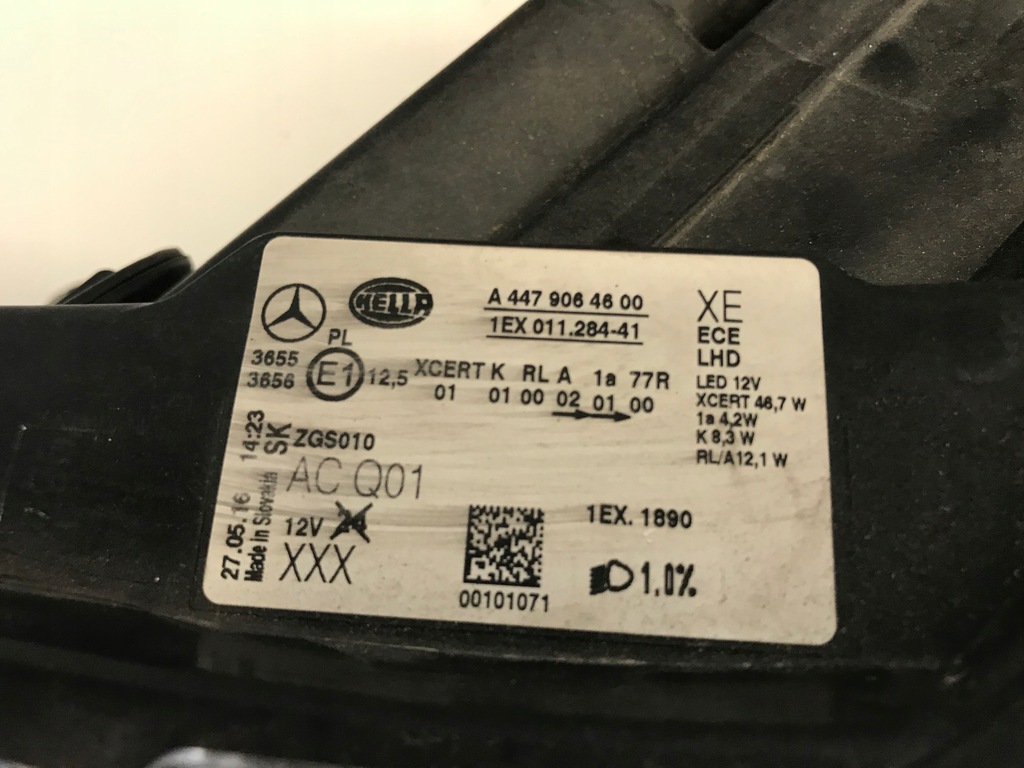 HELLA
A 447 906 46 00
1EX 011.284-41
XE
ECE
LHD
PL
3655
3656
E1
12,5
XCERT K RL A 1a 77R
01 01 00 02 01 00
LED 12V
XCERT 46,7 W
1a 4,2W
K 8,3 W
RL/A12,1 W
27.05.16 14:23
Made in Slovakia SK
ZGS010
AC Q01
12V 24
XXX
00101071
1EX. 1890
1,0%